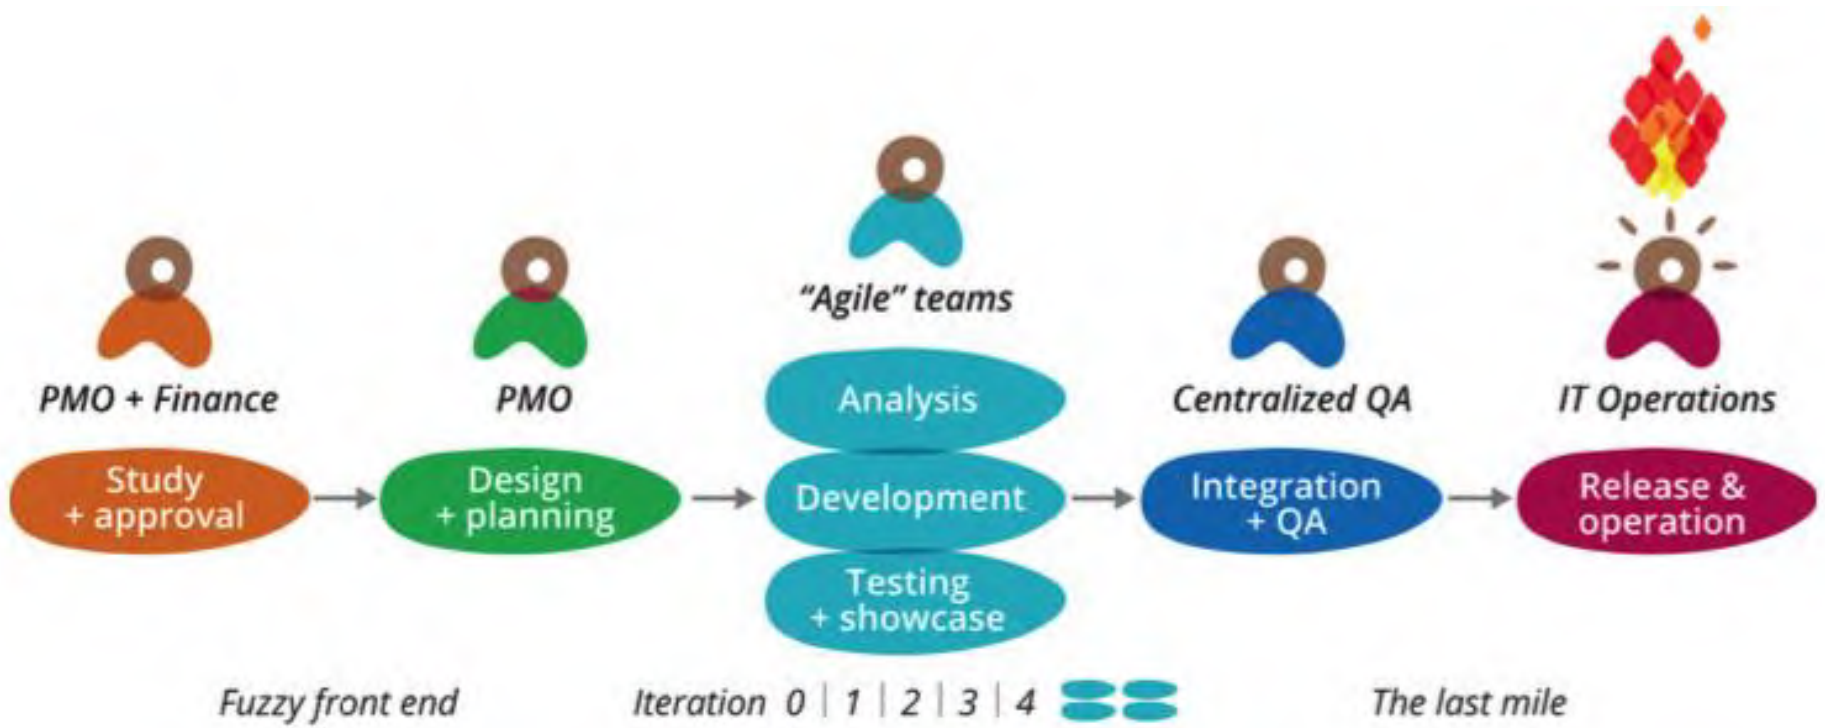 “Agile” teams
PMO + Finance
PMO
Centralized QA
IT Operations
Study
+ approval
Design
+ planning
Analysis
Development
Testing
+ showcase
Integration
+ QA
Release &
operation
Fuzzy front end
Iteration 0 | 1 | 2 | 3 | 4
The last mile